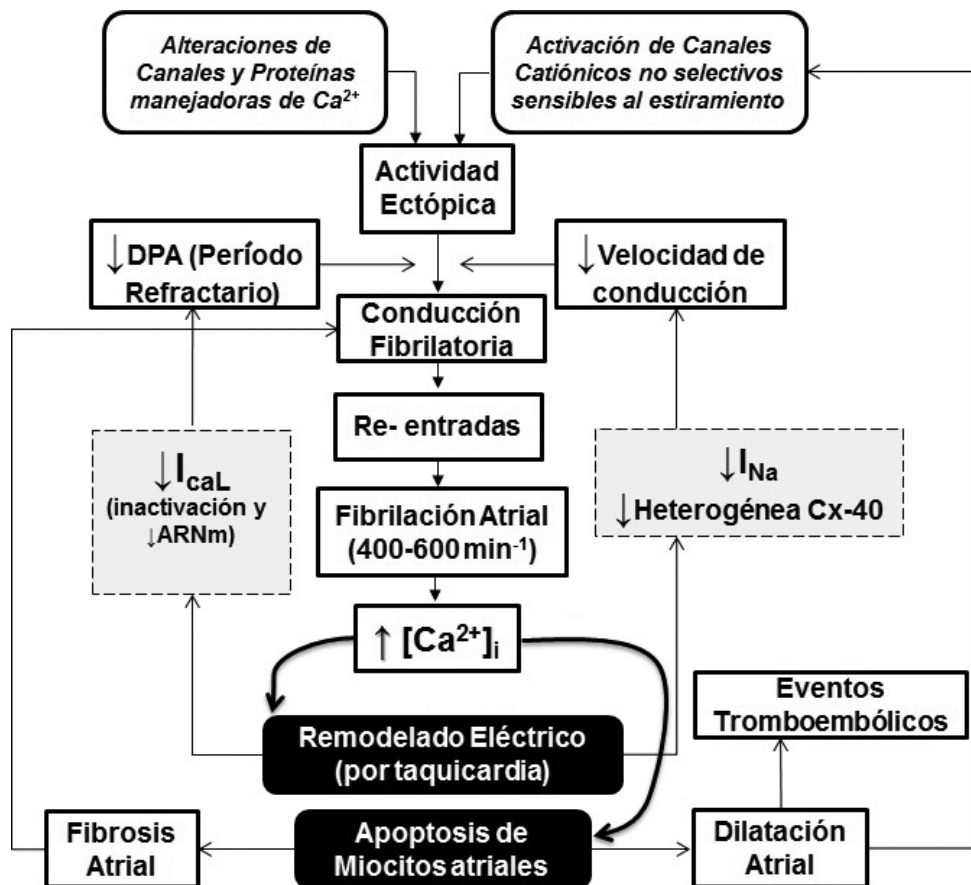 Alteraciones de
Canales y Proteínas
manejadoras de Ca²⁺
Activación de Canales
Catiónicos no selectivos
sensibles al estiramiento
Actividad
Ectópica
↓DPA (Período
Refractario)
↓Velocidad de
conducción
Conducción
Fibrilatoria
Re- entradas
↓I caL
(inactivación y
↓ARNm)
↓I Na
↓Heterogénea Cx-40
Fibrilación Atrial
(400-600 min⁻¹)
↑ [Ca²⁺]ᵢ
Remodelado Eléctrico
(por taquicardia)
Eventos
Tromboembólicos
Fibrosis
Atrial
Apoptosis de
Miocitos atriales
Dilatación
Atrial